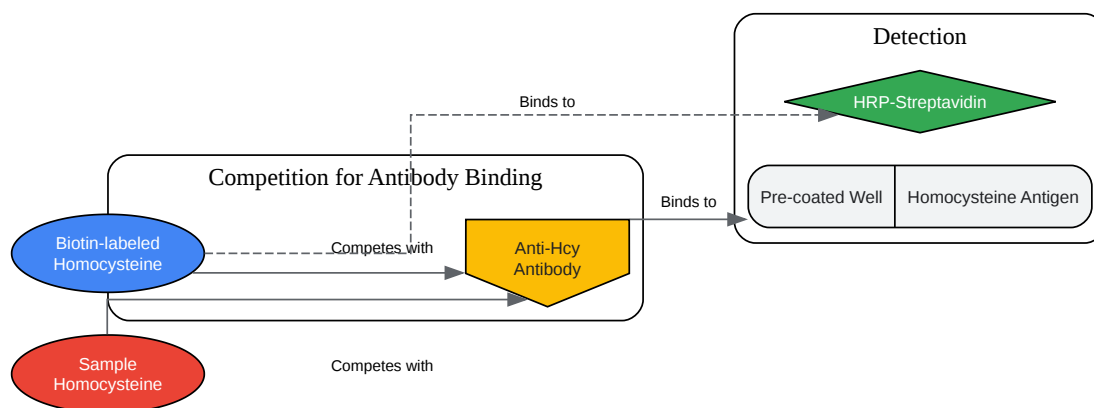 Detection
HRP-Streptavidin
Binds to
Competition for Antibody Binding
Pre-coated Well
Homocysteine Antigen
Binds to
Biotin-labeled
Homocysteine
Competes with
Anti-Hcy
Antibody
Sample
Homocysteine
Competes with